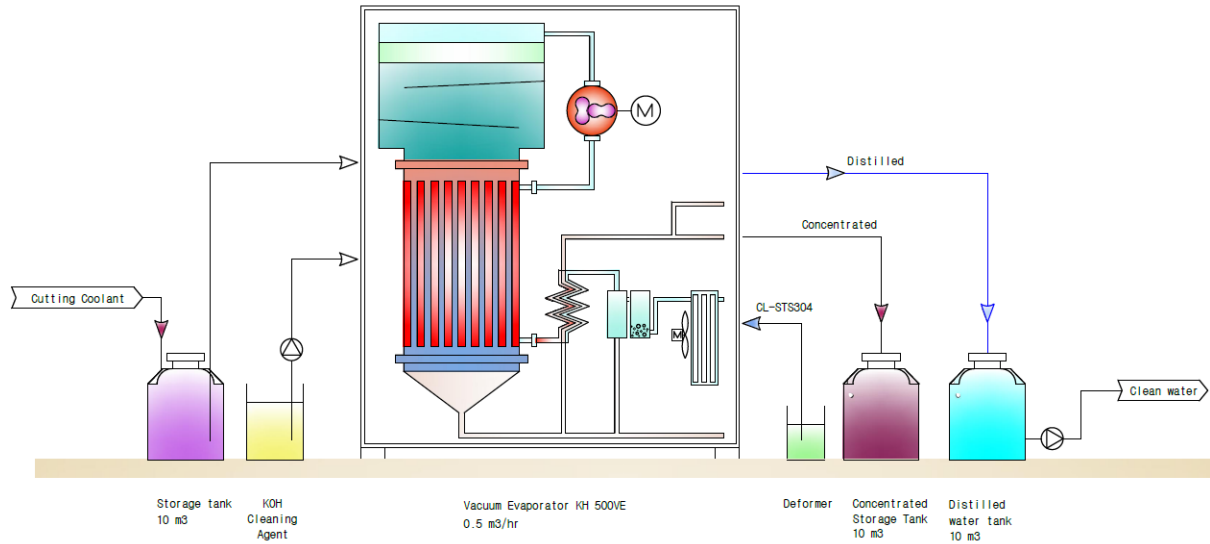 M
Distilled
Concentrated
Cutting Coolant
CL-STS304
M
Clean water
Storage tank
10 m3
KOH
Cleaning
Agent
Vacuum Evaporator KH 500VE
0.5 m3/hr
Deformer
Concentrated
Storage Tank
10 m3
Distilled
water tank
10 m3